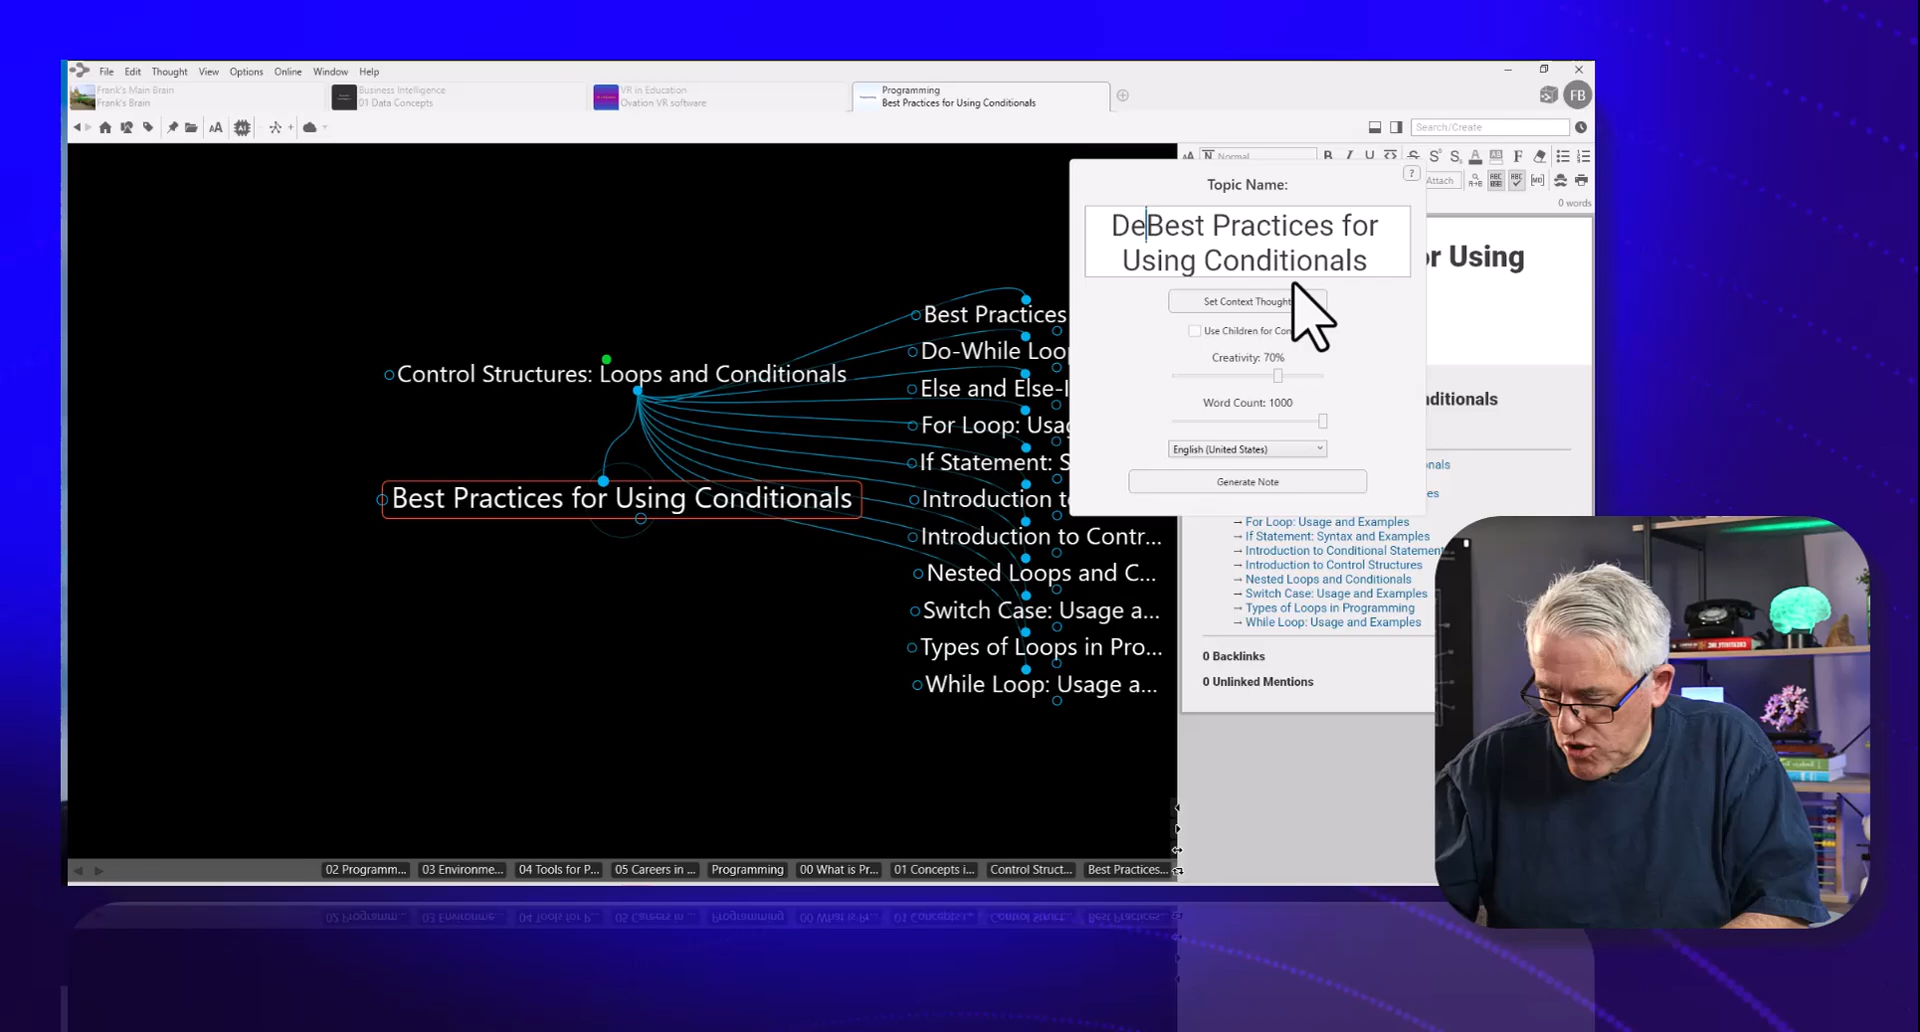 File Edit Thought View Options Online Window Help
Frank's Main Brain
Frank's Brain
Business Intelligence
01 Data Concepts
VR in Education
Ovation VR software
Programming
Best Practices for Using Conditionals
FB
AA
AI
Search/Create
Normal
B I U
Attach
0 words
Topic Name:
?
DeBest Practices for
Using Conditionals
Set Context Thought
Use Children for Con
Creativity: 70%
Word Count: 1000
English (United States)
Generate Note
r Using
ditionals
nals
es
Control Structures: Loops and Conditionals
Best Practices for Using Conditionals
Best Practices
Do-While Loop
Else and Else-I
For Loop: Usag
If Statement: S
Introduction to
Introduction to Contr...
Nested Loops and C...
Switch Case: Usage a...
Types of Loops in Pro...
While Loop: Usage a...
→ For Loop: Usage and Examples
→ If Statement: Syntax and Examples
→ Introduction to Conditional Statement
→ Introduction to Control Structures
→ Nested Loops and Conditionals
→ Switch Case: Usage and Examples
→ Types of Loops in Programming
→ While Loop: Usage and Examples
0 Backlinks
0 Unlinked Mentions
02 Programm... 03 Environme... 04 Tools for P... 05 Careers in ... Programming 00 What is Pr... 01 Concepts i... Control Struct... Best Practices...